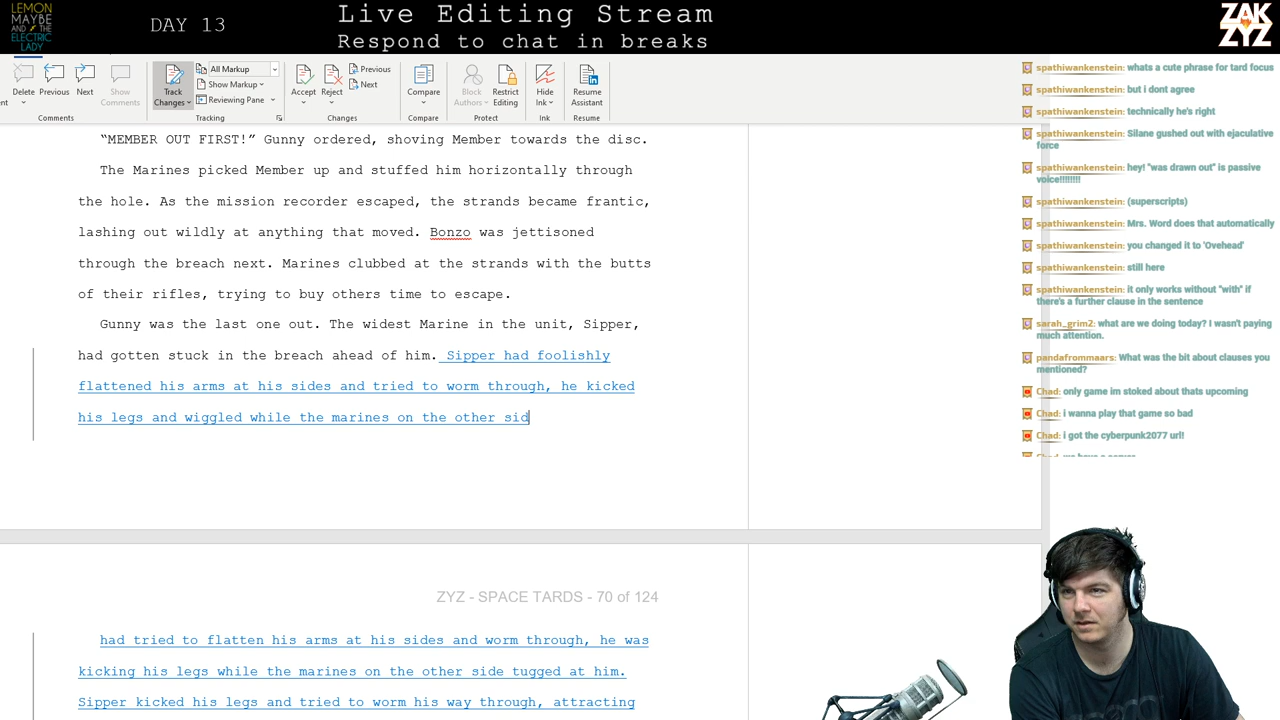 LEMON
MAYBE
AND THE
ELECTRIC
LADY
DAY 13
Live Editing Stream
Respond to chat in breaks
ZAK
ZYZ
Delete
Previous
Next
Show
Comments
Comments
Track
Changes
All Markup
Show Markup
Reviewing Pane
Tracking
Accept
Reject
Previous
Next
Changes
Compare
Compare
Block
Authors
Restrict
Editing
Protect
Hide
Ink
Ink
Resume
Assistant
Resume
“MEMBER OUT FIRST!” Gunny ordered, shoving Member towards the disc.
The Marines picked Member up and stuffed him horizontally through
the hole. As the mission recorder escaped, the strands became frantic,
lashing out wildly at anything that moved. Bonzo was jettisoned
through the breach next. Marines clubbed at the strands with the butts
of their rifles, trying to buy others time to escape.
Gunny was the last one out. The widest Marine in the unit, Sipper,
had gotten stuck in the breach ahead of him. Sipper had foolishly
flattened his arms at his sides and tried to worm through, he kicked
his legs and wiggled while the marines on the other sid
ZYZ - SPACE TARDS - 70 of 124
had tried to flatten his arms at his sides and worm through, he was
kicking his legs while the marines on the other side tugged at him.
Sipper kicked his legs and tried to worm his way through, attracting
spathiwankenstein: whats a cute phrase for tard focus
spathiwankenstein: but i dont agree
spathiwankenstein: technically he's right
spathiwankenstein: Silane gushed out with ejaculative
force
spathiwankenstein: hey! "was drawn out" is passive
voice!!!!!!!!
spathiwankenstein: (superscripts)
spathiwankenstein: Mrs. Word does that automatically
spathiwankenstein: you changed it to 'Ovehead'
spathiwankenstein: still here
spathiwankenstein: it only works without "with" if
there's a further clause in the sentence
sarah_grim2: what are we doing today? I wasn't paying
much attention.
pandafrommaars: What was the bit about clauses you
mentioned?
Chad: only game im stoked about thats upcoming
Chad: i wanna play that game so bad
Chad: i got the cyberpunk2077 url!